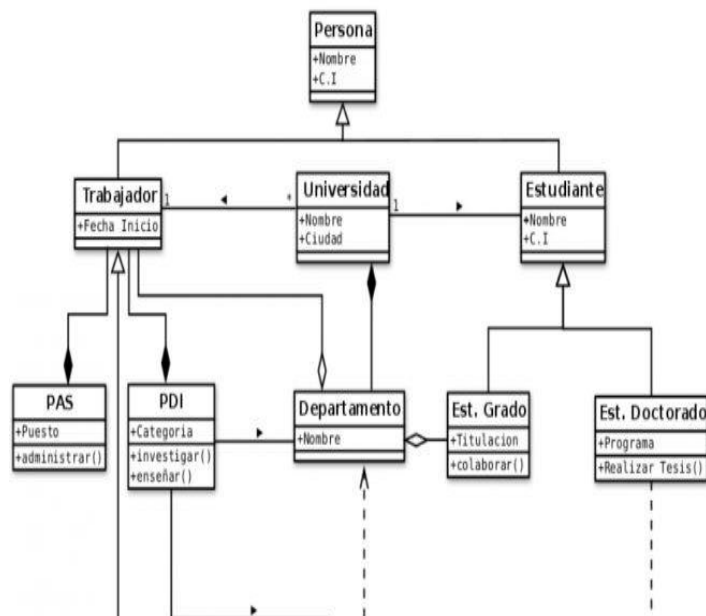 Persona
+Nombre
+C.I
Trabajador
+Fecha Inicio
1
*
Universidad
+Nombre
+Ciudad
1
Estudiante
+Nombre
+C.I
PAS
+Puesto
+administrar()
PDI
+Categoria
+investigar()
+enseñar()
Departamento
+Nombre
Est. Grado
+Titulacion
+colaborar()
Est. Doctorado
+Programa
+Realizar Tesis()